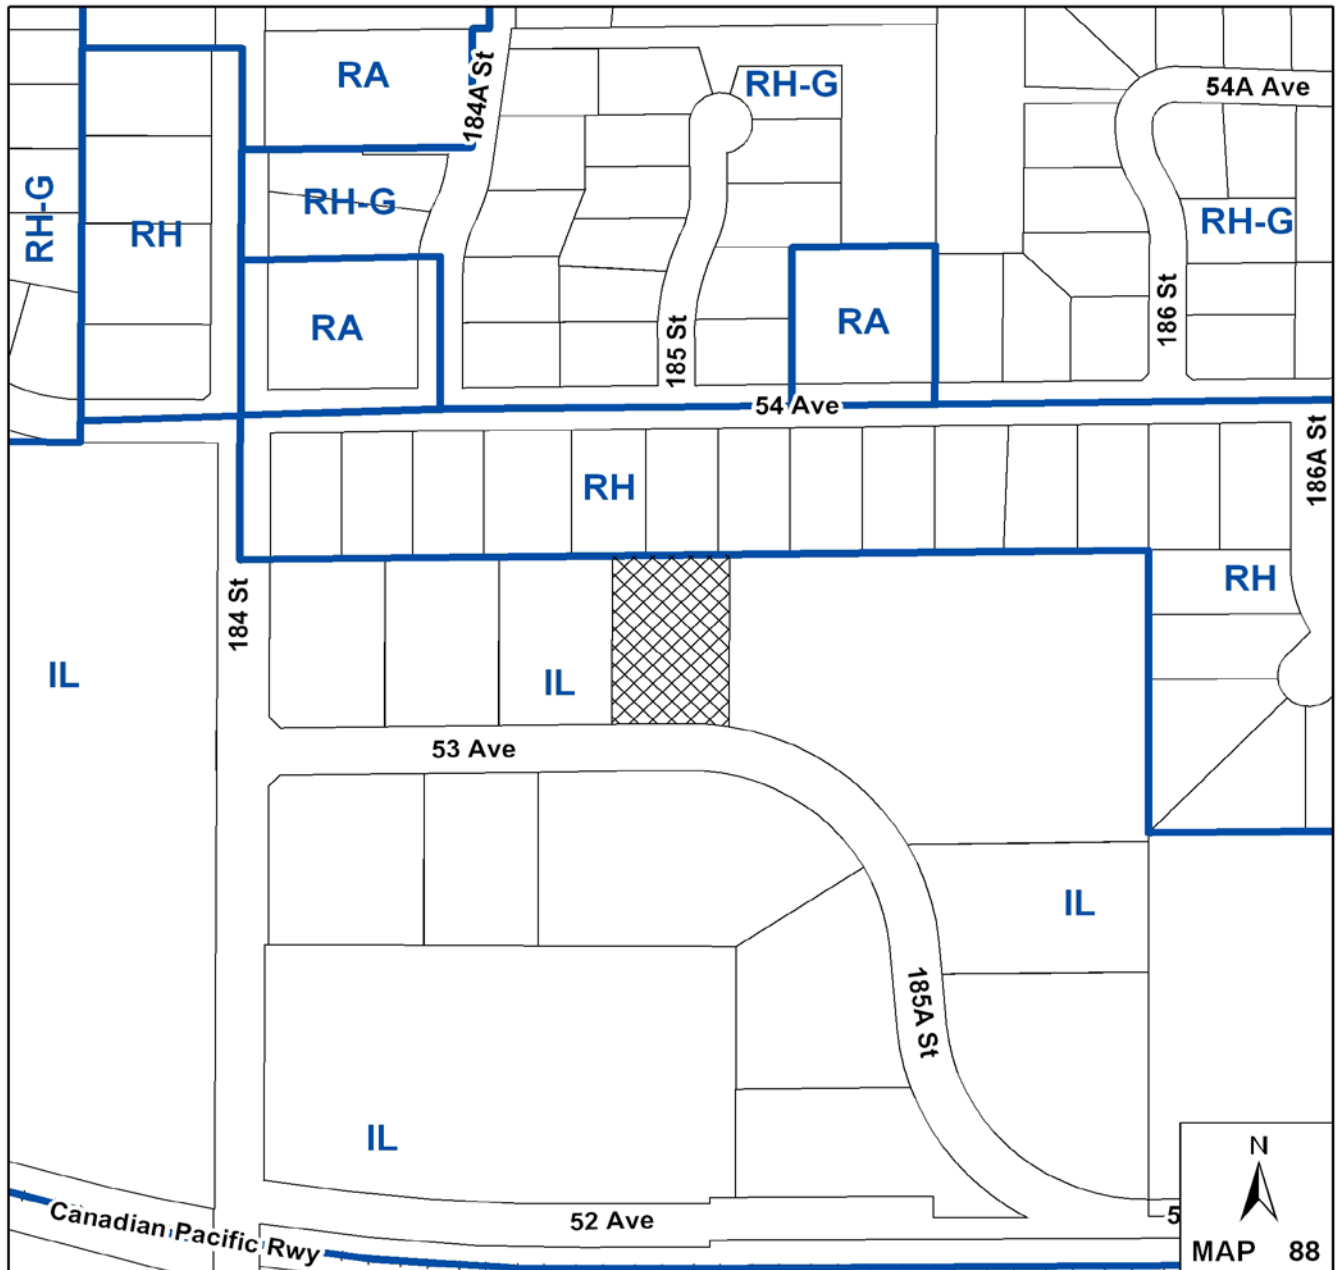 RA
184A St
RH-G
54A Ave
RH-G
RH
RH-G
RH-G
RA
185 St
RA
186 St
54 Ave
186A St
RH
184 St
RH
IL
IL
53 Ave
IL
185A St
IL
52 Ave
5
Canadian Pacific Rwy
N
MAP 88